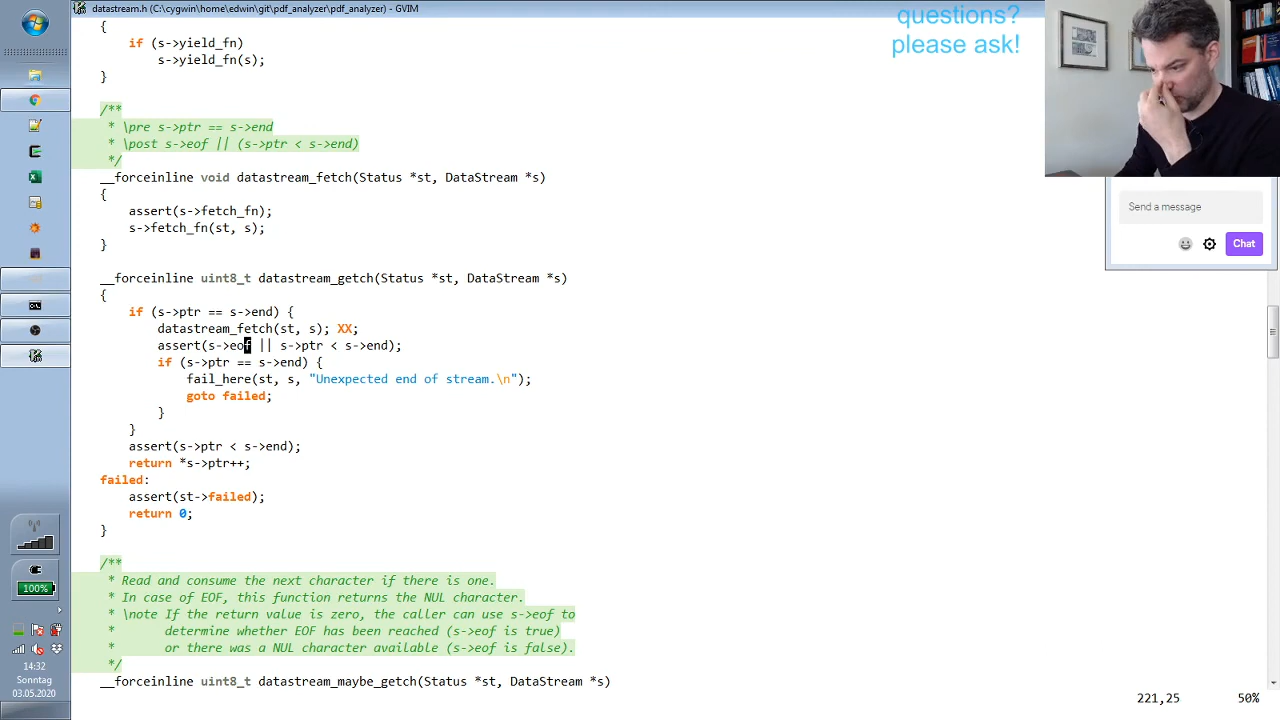 datastream.h (C:\cygwin\home\edwin\git\pdf_analyzer\pdf_analyzer) - GVIM
questions?
please ask!
{
if (s->yield_fn)
s->yield_fn(s);
}
/**
* \pre s->ptr == s->end
* \post s->eof || (s->ptr < s->end)
*/
__forceinline void datastream_fetch(Status *st, DataStream *s)
{
assert(s->fetch_fn);
s->fetch_fn(st, s);
}
__forceinline uint8_t datastream_getch(Status *st, DataStream *s)
{
if (s->ptr == s->end) {
datastream_fetch(st, s); XX;
assert(s->eof || s->ptr < s->end);
if (s->ptr == s->end) {
fail_here(st, s, "Unexpected end of stream.\n");
goto failed;
}
}
assert(s->ptr < s->end);
return *s->ptr++;
failed:
assert(st->failed);
return 0;
}
/**
* Read and consume the next character if there is one.
* In case of EOF, this function returns the NUL character.
* \note If the return value is zero, the caller can use s->eof to
* determine whether EOF has been reached (s->eof is true)
* or there was a NUL character available (s->eof is false).
*/
__forceinline uint8_t datastream_maybe_getch(Status *st, DataStream *s)
221,25 50%
Send a message
Chat
100%
14:32
Sonntag
03.05.2020